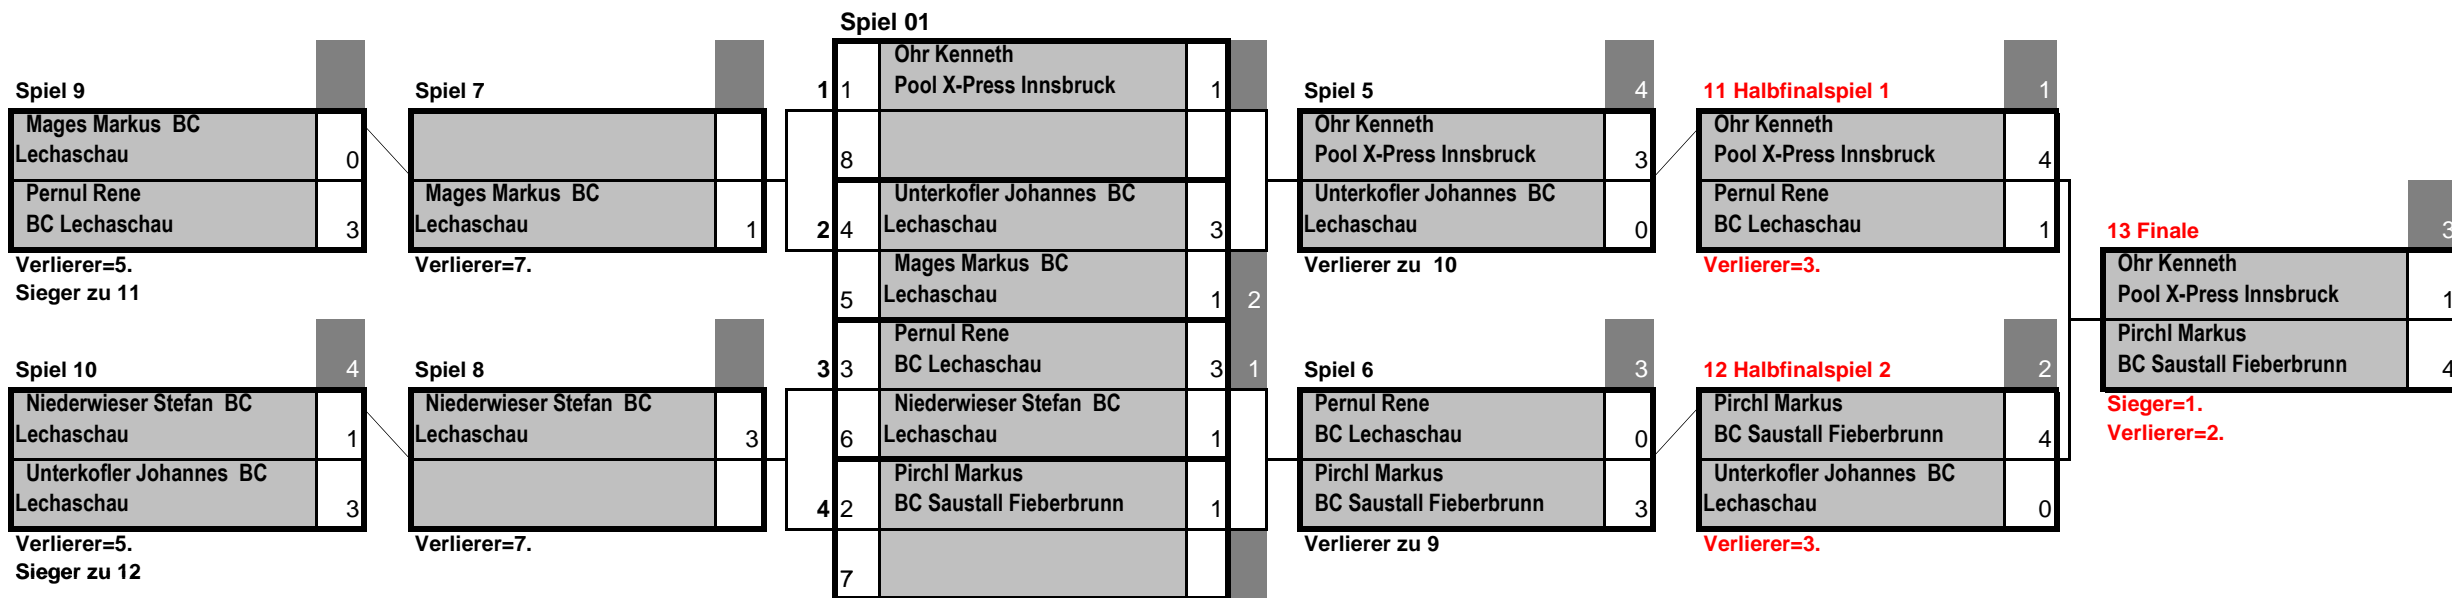 Spiel 01
Spiel 9
Mages Markus  BC
Lechaschau 0
Pernul Rene
BC Lechaschau 3
Verlierer=5.
Sieger zu 11
Spiel 10 4
Niederwieser Stefan  BC
Lechaschau 1
Unterkofler Johannes  BC
Lechaschau 3
Verlierer=5.
Sieger zu 12
Spiel 7
Mages Markus  BC
Lechaschau 1
Verlierer=7.
Spiel 8
Niederwieser Stefan  BC
Lechaschau 3
Verlierer=7.
Ohr Kenneth
1 1 Pool X-Press Innsbruck 1
8
Unterkofler Johannes  BC
2 4 Lechaschau 3
Mages Markus  BC
5 Lechaschau 1 2
Pernul Rene
3 3 BC Lechaschau 3 1
Niederwieser Stefan  BC
6 Lechaschau 1
Pirchl Markus
4 2 BC Saustall Fieberbrunn 1
7
Spiel 5 4
Ohr Kenneth
Pool X-Press Innsbruck 3
Unterkofler Johannes  BC
Lechaschau 0
Verlierer zu  10
Spiel 6 3
Pernul Rene
BC Lechaschau 0
Pirchl Markus
BC Saustall Fieberbrunn 3
Verlierer zu 9
11 Halbfinalspiel 1 1
Ohr Kenneth
Pool X-Press Innsbruck 4
Pernul Rene
BC Lechaschau 1
Verlierer=3.
12 Halbfinalspiel 2 2
Pirchl Markus
BC Saustall Fieberbrunn 4
Unterkofler Johannes  BC
Lechaschau 0
Verlierer=3.
13 Finale 3
Ohr Kenneth
Pool X-Press Innsbruck 1
Pirchl Markus
BC Saustall Fieberbrunn 4
Sieger=1.
Verlierer=2.